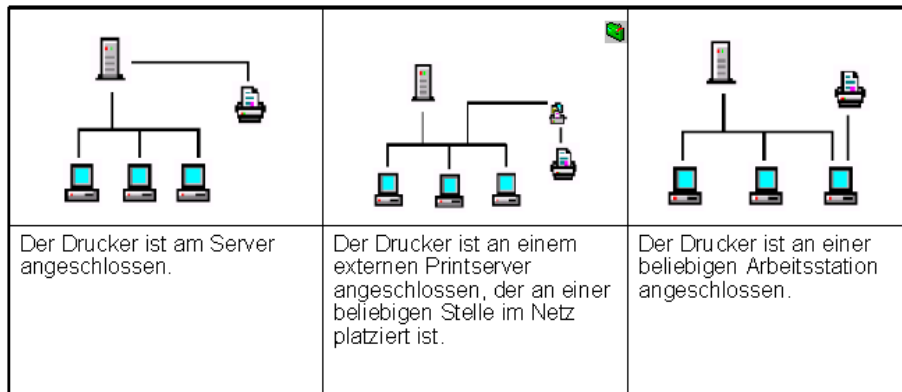 Der Drucker ist am Server
angeschlossen.
Der Drucker ist an einem
externen Printserver
angeschlossen, der an einer
beliebigen Stelle im Netz
platziert ist.
Der Drucker ist an einer
beliebigen Arbeitsstation
angeschlossen.